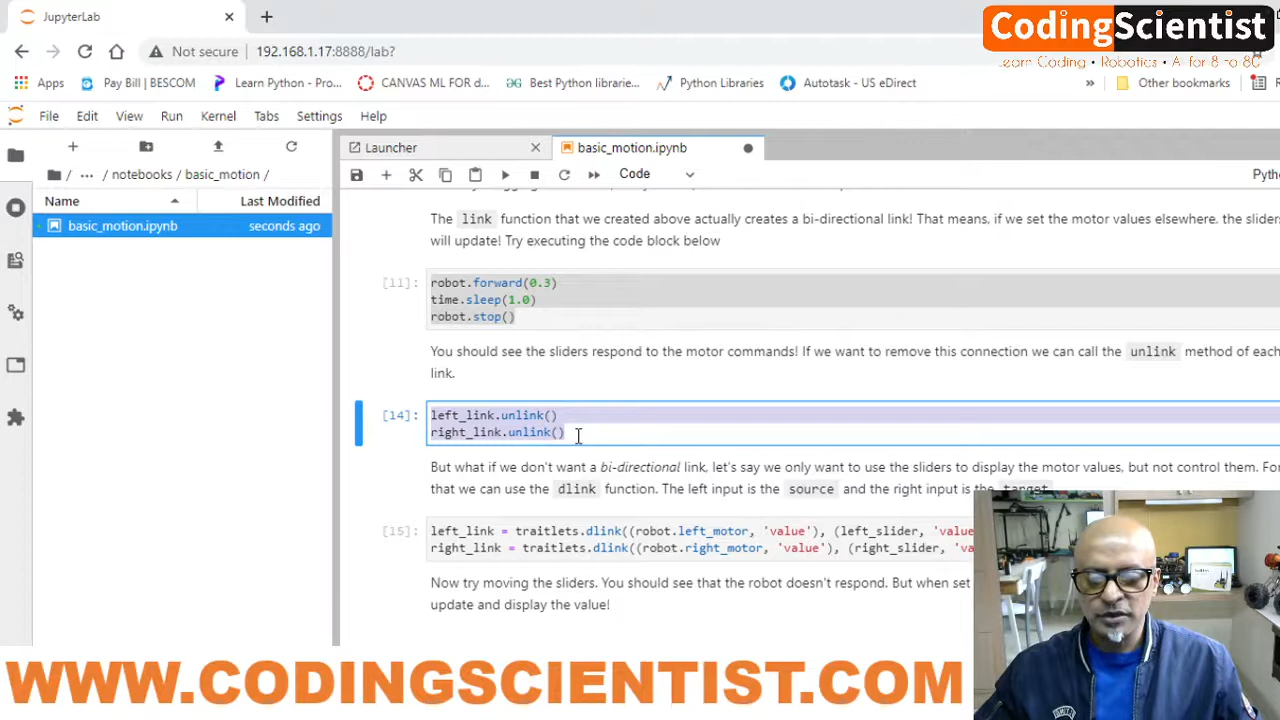 JupyterLab
CodingScientist
Learn Coding • Robotics • AI for 8 to 80
Not secure 192.168.1.17:8888/lab?
Apps Pay Bill | BESCOM Learn Python - Pro... CANVAS ML FOR d... Best Python librarie... Python Libraries Autotask - US eDirect » Other bookmarks
File Edit View Run Kernel Tabs Settings Help
Launcher basic_motion.ipynb
/ ... / notebooks / basic_motion /
Code
Name Last Modified
basic_motion.ipynb seconds ago
The link function that we created above actually creates a bi-directional link! That means, if we set the motor values elsewhere, the slider
will update! Try executing the code block below
[11]: robot.forward(0.3)
time.sleep(1.0)
robot.stop()
You should see the sliders respond to the motor commands! If we want to remove this connection we can call the unlink method of each
link.
[14]: left_link.unlink()
right_link.unlink()
But what if we don't want a bi-directional link, let's say we only want to use the sliders to display the motor values, but not control them. For
that we can use the dlink function. The left input is the source and the right input is the target
[15]: left_link = traitlets.dlink((robot.left_motor, 'value'), (left_slider, 'value
right_link = traitlets.dlink((robot.right_motor, 'value'), (right_slider, 'va
Now try moving the sliders. You should see that the robot doesn't respond. But when set
update and display the value!
WWW.CODINGSCIENTIST.COM